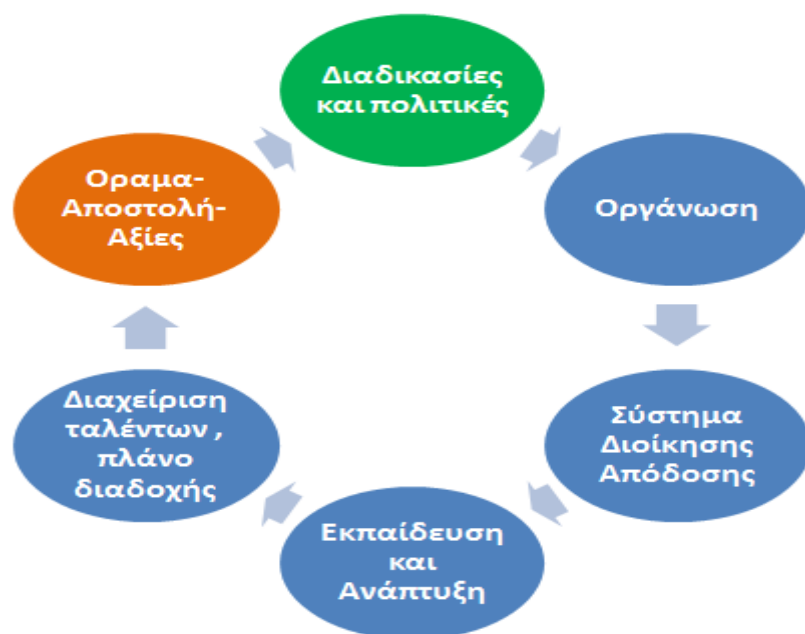 Διαδικασίες
και πολιτικές
Οργάνωση
Σύστημα
Διοίκησης
Απόδοσης
Εκπαίδευση
και
Ανάπτυξη
Διαχείριση
ταλέντων ,
πλάνο
διαδοχής
Οραμα-
Αποστολή-
Αξίες